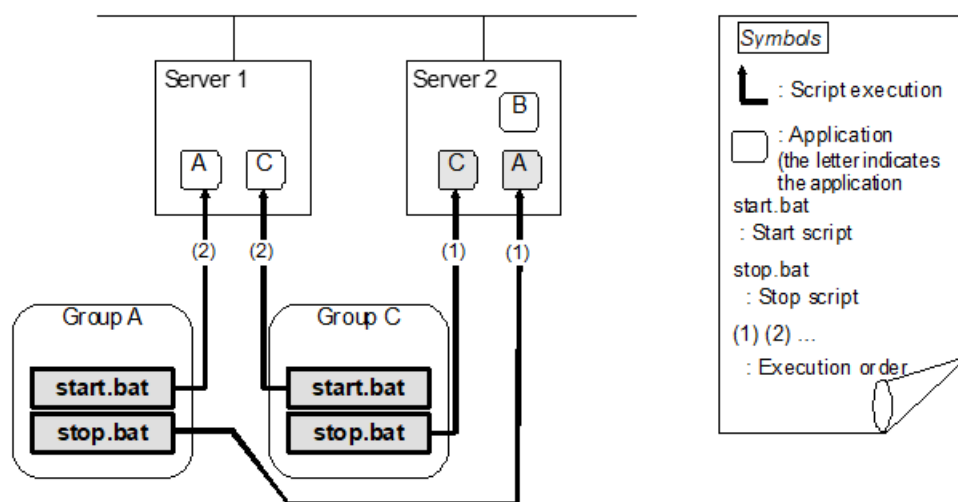 Server 1
A
C
(2)
(2)
Server 2
B
C
A
(1)
(1)
Group A
start.bat
stop.bat
Group C
start.bat
stop.bat
Symbols
: Script execution
: Application
(the letter indicates
the application
start.bat
: Start script
stop.bat
: Stop script
(1) (2) ...
: Execution order